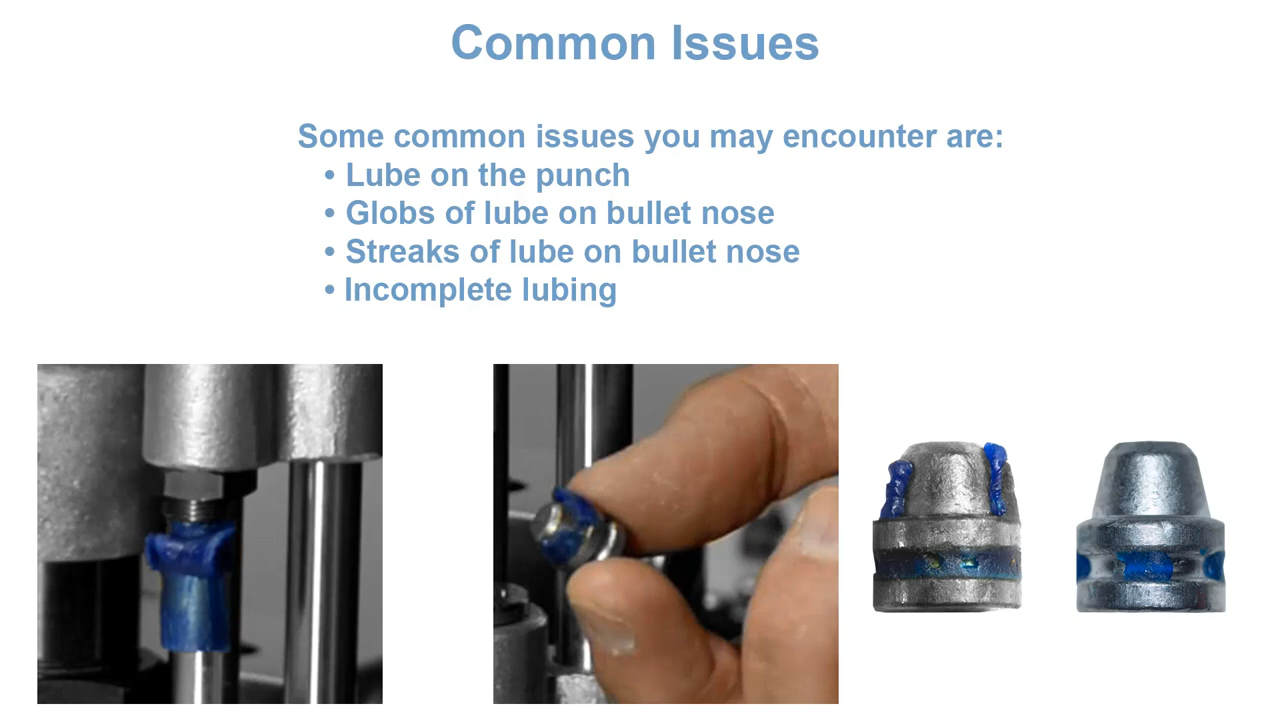 Common Issues
Some common issues you may encounter are:
• Lube on the punch
• Globs of lube on bullet nose
• Streaks of lube on bullet nose
• Incomplete lubing